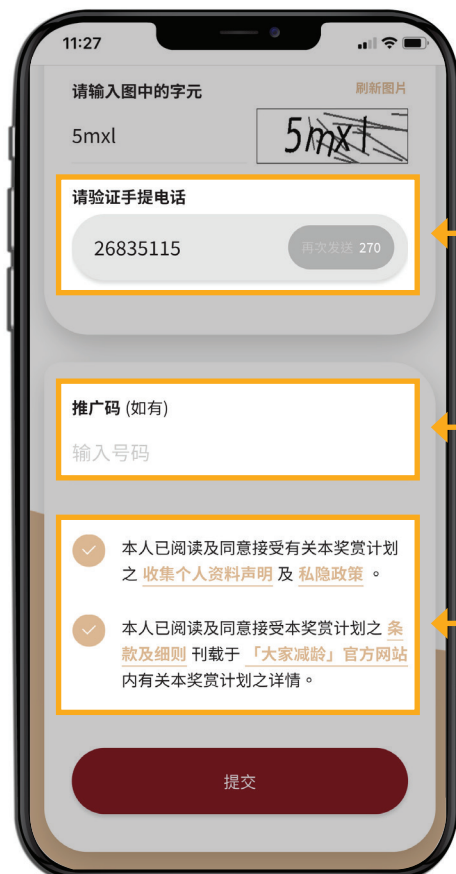 11:27
请输入图中的字元
刷新图片
5mxl
5mxl
请验证手提电话
26835115
再次发送 270
推广码 (如有)
输入号码
本人已阅读及同意接受有关本奖赏计划
之 收集个人资料声明 及 私隐政策 。
本人已阅读及同意接受本奖赏计划之 条
款及细则 刊载于 「大家减龄」官方网站
内有关本奖赏计划之详情。
提交